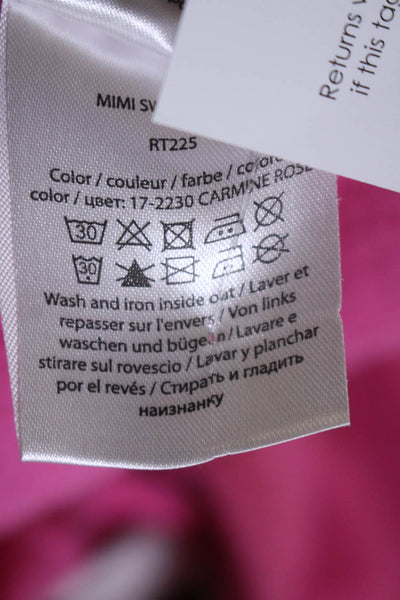 Returns
if this tag
MIMI
RT225
Color / couleur / farbe /
color / цвет: 17-2230 CARMINE ROSE
30
30
Wash and iron inside out / Laver et
repasser sur l'envers / Von links
waschen und bügeln / Lavare e
stirare sul rovescio / Lavar y planchar
por el revés / Стирать и гладить
наизнанку